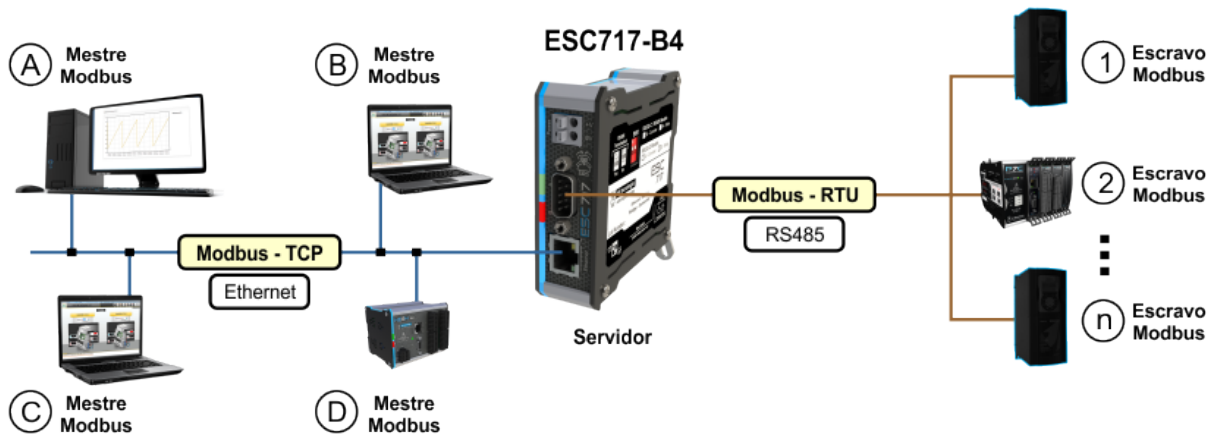 ESC717-B4
A
Mestre
Modbus
B
Mestre
Modbus
1
Escravo
Modbus
ESC717
Modbus - RTU
RS485
2
Escravo
Modbus
Modbus - TCP
Ethernet
Servidor
n
Escravo
Modbus
C
Mestre
Modbus
D
Mestre
Modbus